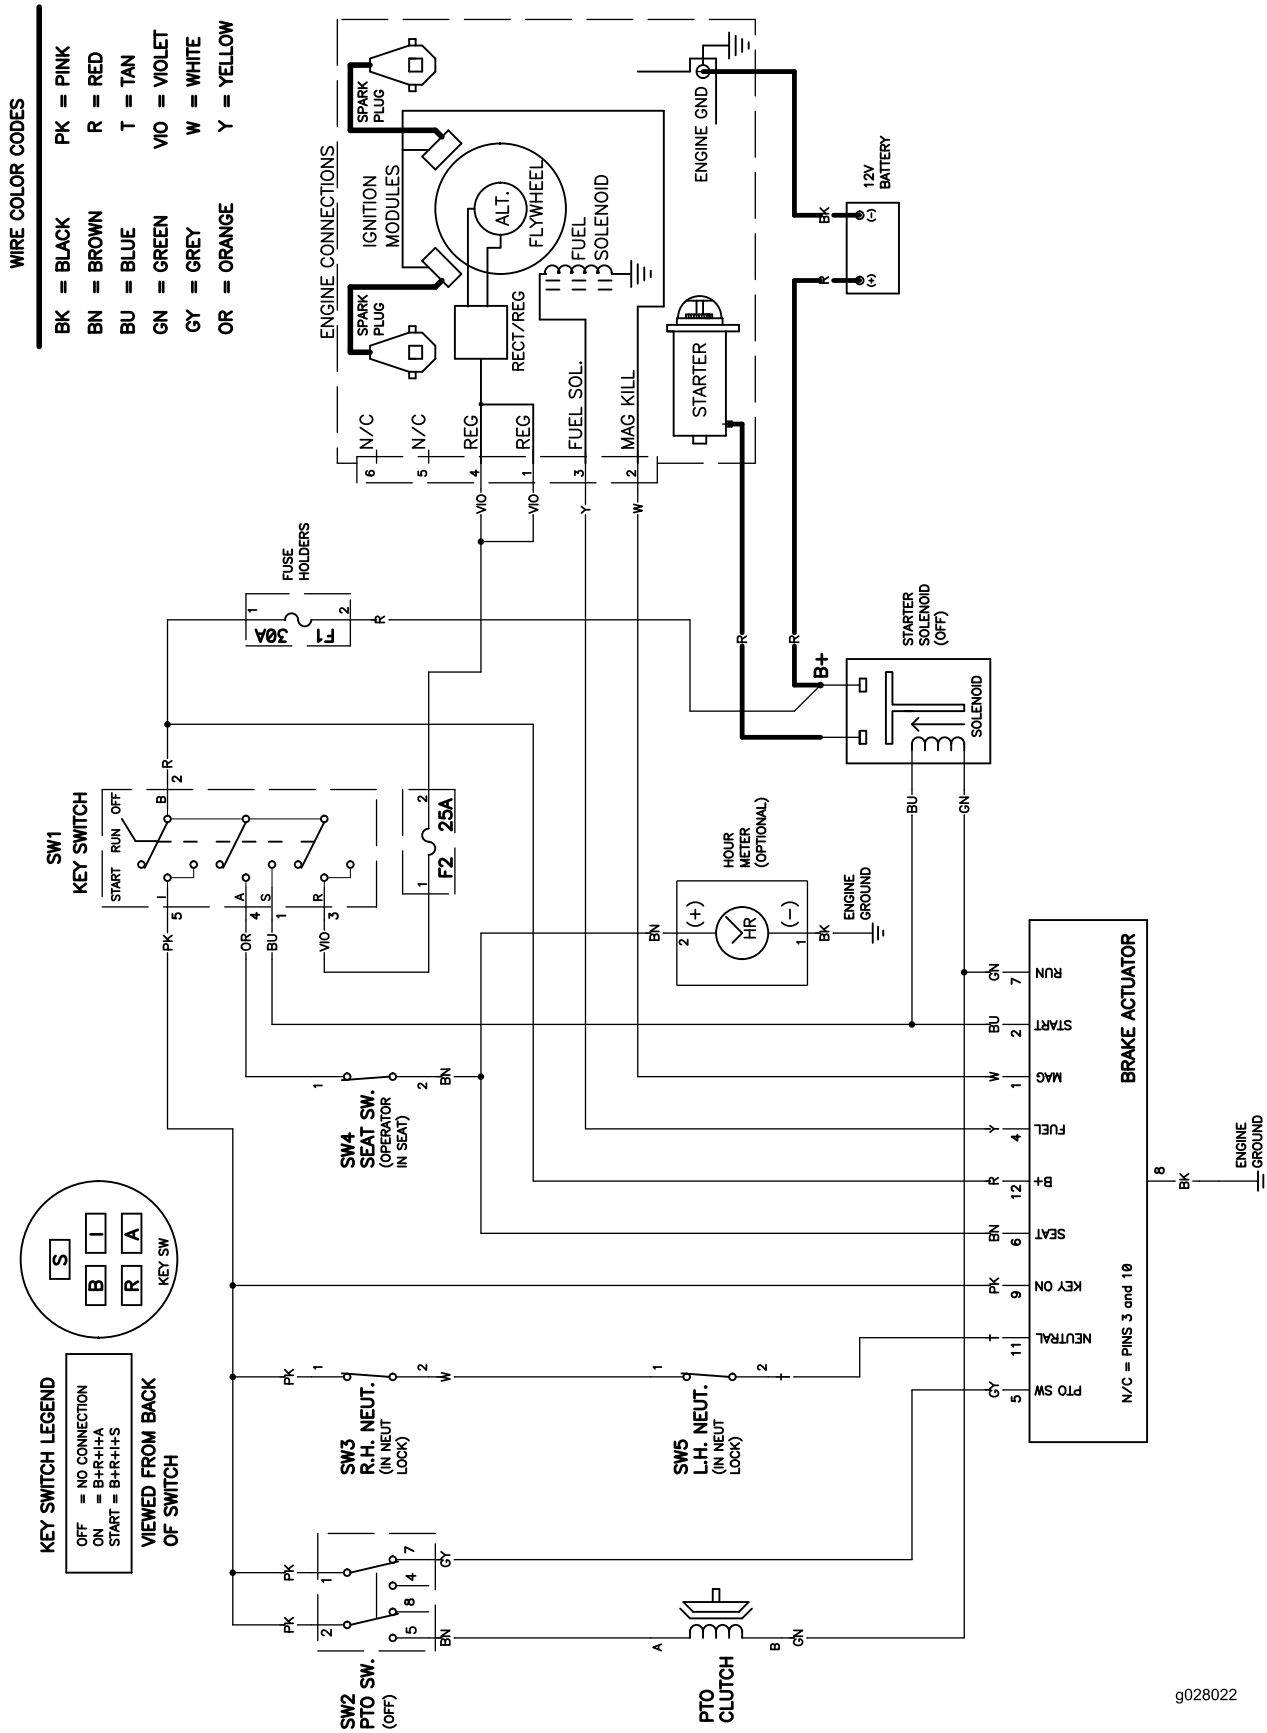 WIRE COLOR CODES
BK = BLACK
BN = BROWN
BU = BLUE
GN = GREEN
GY = GREY
OR = ORANGE
PK = PINK
R = RED
T = TAN
VIO = VIOLET
W = WHITE
Y = YELLOW
ENGINE CONNECTIONS
SPARK
PLUG
SPARK
PLUG
IGNITION
MODULES
ALT.
FLYWHEEL
RECT/REG
FUEL
SOLENOID
ENGINE GND
STARTER
N/C
N/C
REG
REG
FUEL SOL.
MAG KILL
6
5
4
1
3
2
VIO
VIO
Y
W
12V
BATTERY
BK
(-)
R
(+)
FUSE
HOLDERS
1
2
30A
F1
R
R
R
B+
STARTER
SOLENOID
(OFF)
SOLENOID
BU
GN
SW1
KEY SWITCH
START RUN OFF
B
R
2
I
5
PK
A
4
OR
S
1
BU
R
3
VIO
F2 25A
1
2
HOUR
METER
(OPTIONAL)
HR
(+)
(-)
2
1
BN
BK
ENGINE
GROUND
SW4
SEAT SW.
(OPERATOR
IN SEAT)
1
2
BN
KEY SWITCH LEGEND
OFF = NO CONNECTION
ON = B+R+I+A
START = B+R+I+S
VIEWED FROM BACK
OF SWITCH
S
B
I
R
A
KEY SW
SW3
R.H. NEUT.
(IN NEUT
LOCK)
PK
1
2
W
SW5
L.H. NEUT.
(IN NEUT
LOCK)
1
2
T
SW2
PTO SW.
(OFF)
PK
PK
2
1
5
8
4
7
BN
GY
PTO
CLUTCH
A
B
GN
BRAKE ACTUATOR
N/C = PINS 3 and 10
GY
5
PTO SW
T
11
NEUTRAL
PK
9
KEY ON
BN
6
SEAT
R
12
B+
Y
4
FUEL
W
1
MAG
BU
2
START
GN
7
RUN
8
BK
ENGINE
GROUND
g028022